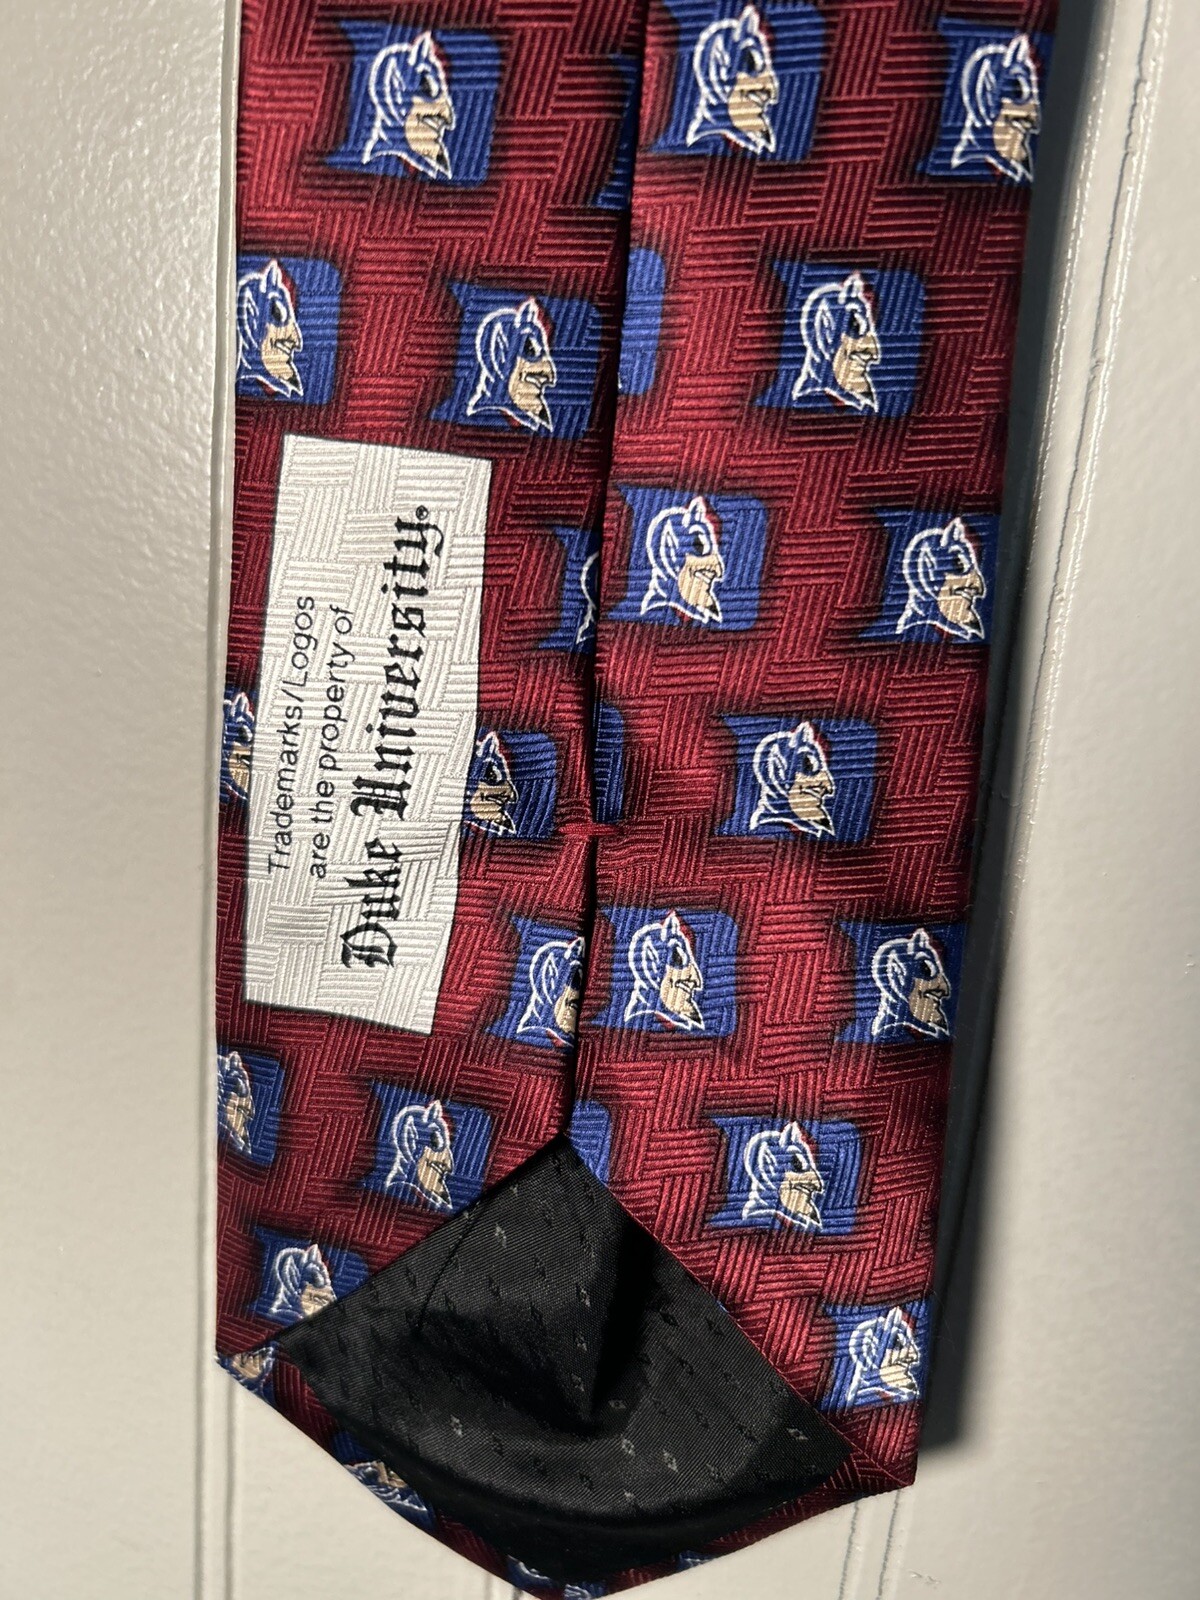 Trademarks/Logos
are the property of
Duke University.